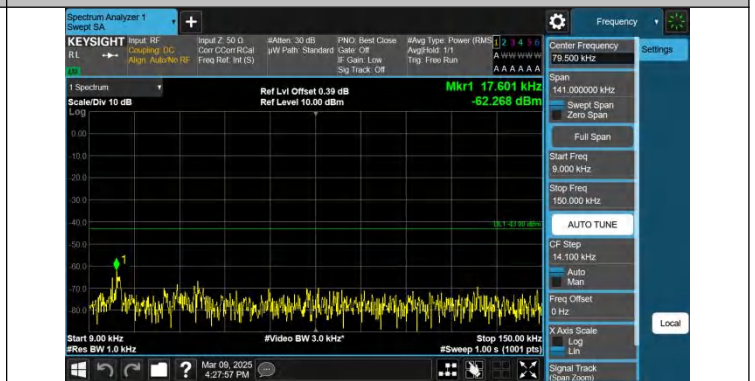 Spectrum Analyzer 1
Swept SA
+
Frequency
KEYSIGHT
RL
Input: RF
Coupling: DC
Align: Auto/No RF
Input Z: 50 Ω
Corr CCorr RCal
Freq Ref: Int (S)
#Atten: 30 dB
µW Path: Standard
PNO: Best Close
Gate: Off
IF Gain: Low
Sig Track: Off
#Avg Type: Power (RMS)
Avg|Hold: 1/1
Trig: Free Run
1 2 3 4 5 6
A W W W W W
A A A A A A
1 Spectrum
Scale/Div 10 dB
Log
Ref Lvl Offset 0.39 dB
Ref Level 10.00 dBm
Mkr1 17.601 kHz
-62.268 dBm
0.00
-10.0
-20.0
-30.0
-40.0
-50.0
-60.0
-70.0
-80.0
1
Start 9.00 kHz
#Res BW 1.0 kHz
#Video BW 3.0 kHz*
Stop 150.00 kHz
#Sweep 1.00 s (1001 pts)
Mar 09, 2025
4:27:57 PM
?
Center Frequency
79.500 kHz
Settings
Span
141.000000 kHz
Swept Span
Zero Span
Full Span
Start Freq
9.000 kHz
Stop Freq
150.000 kHz
AUTO TUNE
CF Step
14.100 kHz
Auto
Man
Freq Offset
0 Hz
X Axis Scale
Log
Lin
Local
Signal Track
(Span Zoom)